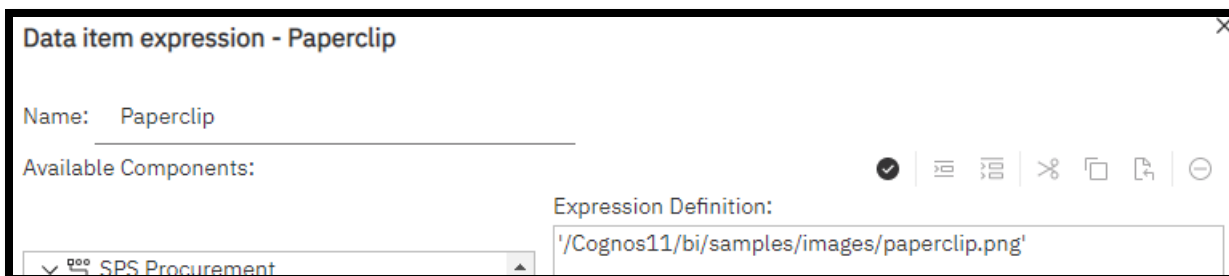 Data item expression - Paperclip
Name: Paperclip
Available Components:
Expression Definition:
'/Cognos11/bi/samples/images/paperclip.png'
SPS Procurement